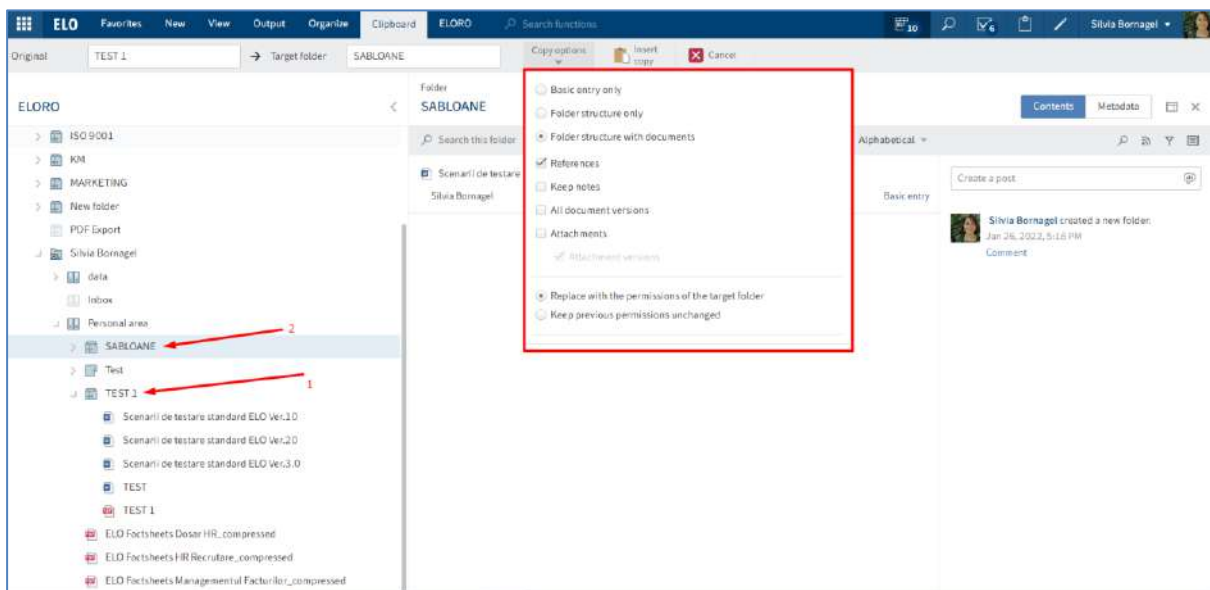 ELO Favorites New View Output Organize Clipboard ELORO Search functions 10 6 Silvia Bornagel
Original TEST 1 → Target folder SABLOANE Copy options Insert copy Cancel
ELORO
Folder
SABLOANE
Contents Metadata
Search this folder
Alphabetical
ISO 9001
KM
MARKETING
New folder
PDF Export
Silvia Bornagel
data
Inbox
Personal area
SABLOANE
2
Test
TEST 1
1
Scenarii de testare standard ELO Ver.1.0
Scenarii de testare standard ELO Ver.2.0
Scenarii de testare standard ELO Ver.3.0
TEST
TEST 1
ELO Factsheets Dosar HR_compressed
ELO Factsheets HR Recrutare_compressed
ELO Factsheets Managementul Facturilor_compressed
Scenarii de testare
Silvia Bornagel
Basic entry
Basic entry only
Folder structure only
Folder structure with documents
References
Keep notes
All document versions
Attachments
Attachment versions
Replace with the permissions of the target folder
Keep previous permissions unchanged
Create a post
Silvia Bornagel created a new folder.
Jan 26, 2022, 5:16 PM
Comment